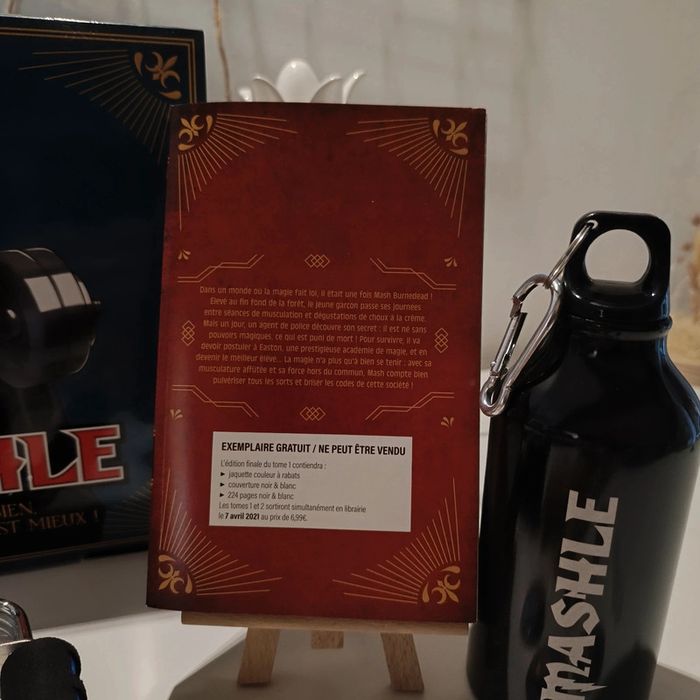 Dans un monde où la magie fait loi, il était une fois Mash Burnedead !
Élevé au fin fond de la forêt, le jeune garçon passe ses journées
entre séances de musculation et dégustations de choux à la crème.
Mais un jour, un agent de police découvre son secret : il est né sans
pouvoirs magiques, ce qui est puni de mort ! Pour survivre, il va
devoir postuler à Easton, une prestigieuse académie de magie, et en
devenir le meilleur élève... La magie n'a plus qu'à bien se tenir : avec sa
musculature affûtée et sa force hors du commun, Mash compte bien
pulvériser tous les sorts et briser les codes de cette société !
EXEMPLAIRE GRATUIT / NE PEUT ÊTRE VENDU
L'édition finale du tome 1 contiendra :
► jaquette couleur à rabats
► couverture noir & blanc
► 224 pages noir & blanc
Les tomes 1 et 2 sortiront simultanément en librairie
le 7 avril 2021 au prix de 6,99€.
HLE
IEN,
ST MIEUX !
MASHLE